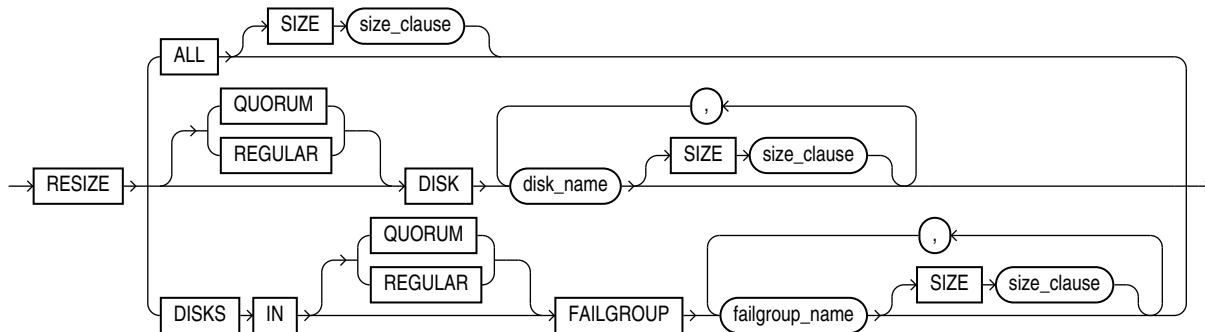 SIZE size_clause
ALL
QUORUM ,
REGULAR SIZE size_clause
RESIZE DISK disk_name
QUORUM ,
REGULAR SIZE size_clause
DISKS IN FAILGROUP failgroup_name